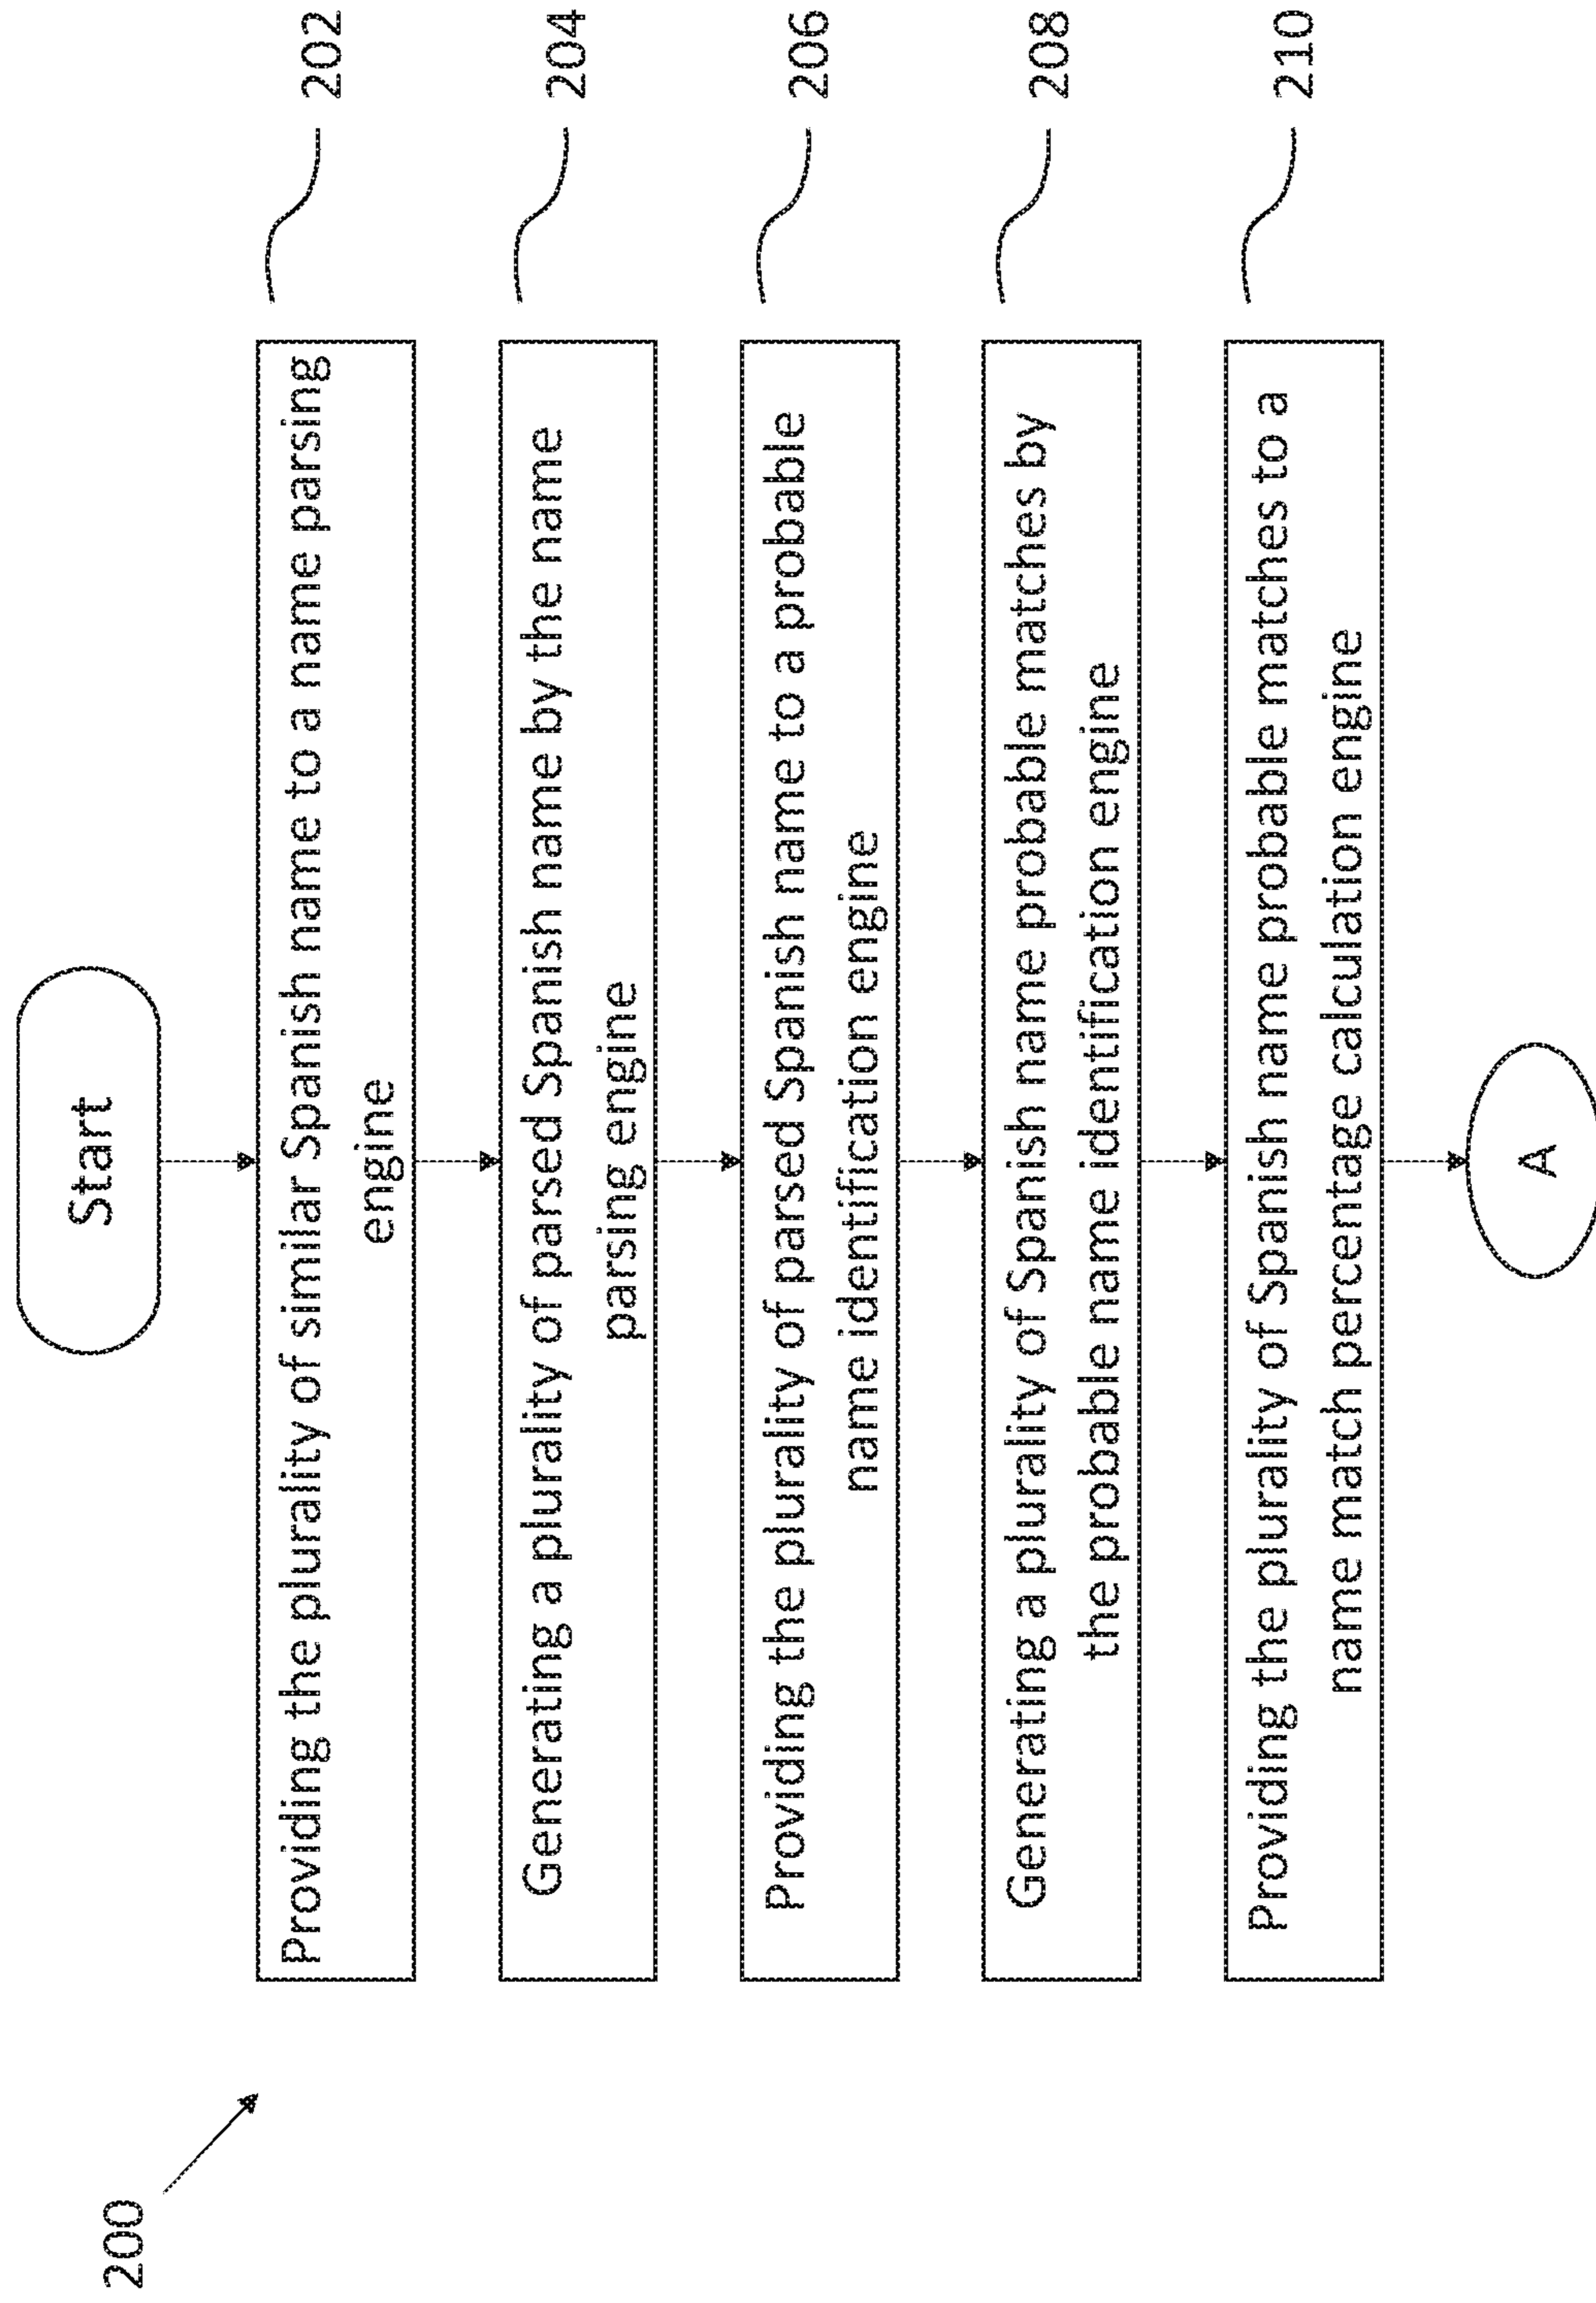 200
Start
Providing the plurality of similar Spanish name to a name parsing
engine
202
Generating a plurality of parsed Spanish name by the name
parsing engine
204
Providing the plurality of parsed Spanish name to a probable
name identification engine
206
Generating a plurality of Spanish name probable matches by
the probable name identification engine
208
Providing the plurality of Spanish name probable matches to a
name match percentage calculation engine
210
A